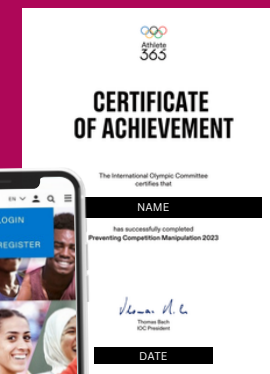 Athlete
365
CERTIFICATE
OF ACHIEVEMENT
The International Olympic Committee
certifies that
NAME
has successfully completed
Preventing Competition Manipulation 2023
EN
LOGIN
REGISTER
Thomas Bach
IOC President
DATE